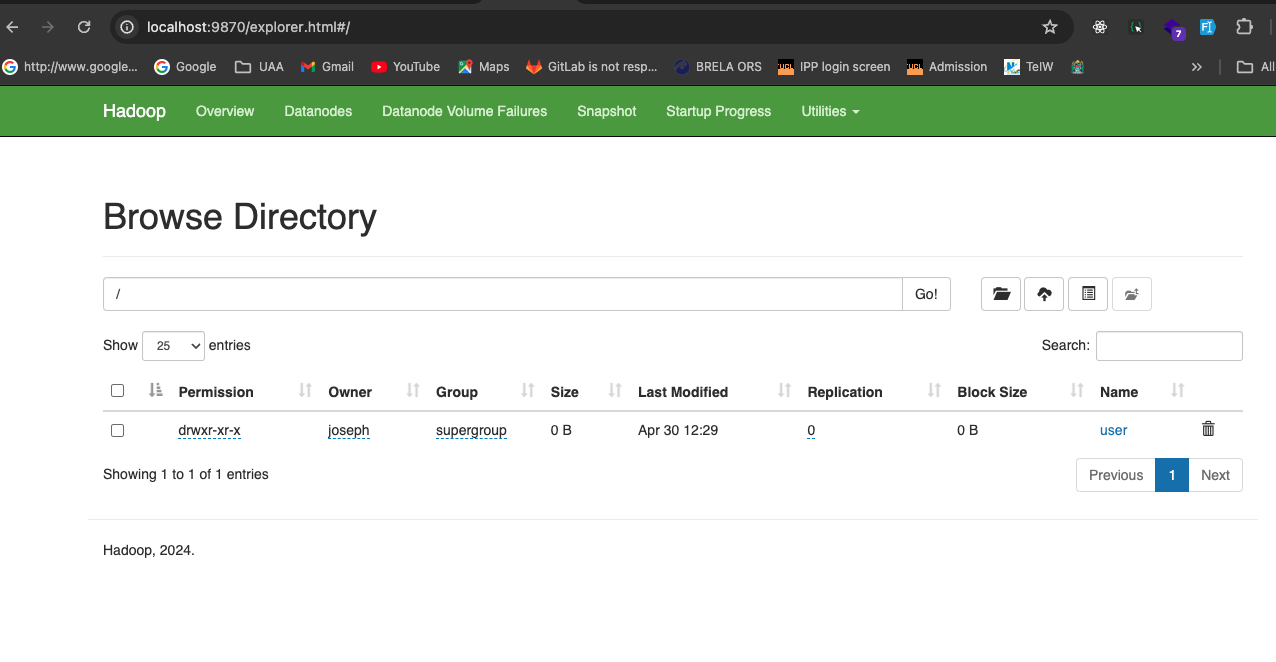 localhost:9870/explorer.html#/
7
http://www.google... Google UAA Gmail YouTube Maps GitLab is not resp... BRELA ORS IPP login screen Admission TelW » All
Hadoop Overview Datanodes Datanode Volume Failures Snapshot Startup Progress Utilities
Browse Directory
/ Go!
Show 25 entries Search:
Permission Owner Group Size Last Modified Replication Block Size Name
drwxr-xr-x joseph supergroup 0 B Apr 30 12:29 0 0 B user
Showing 1 to 1 of 1 entries Previous 1 Next
Hadoop, 2024.